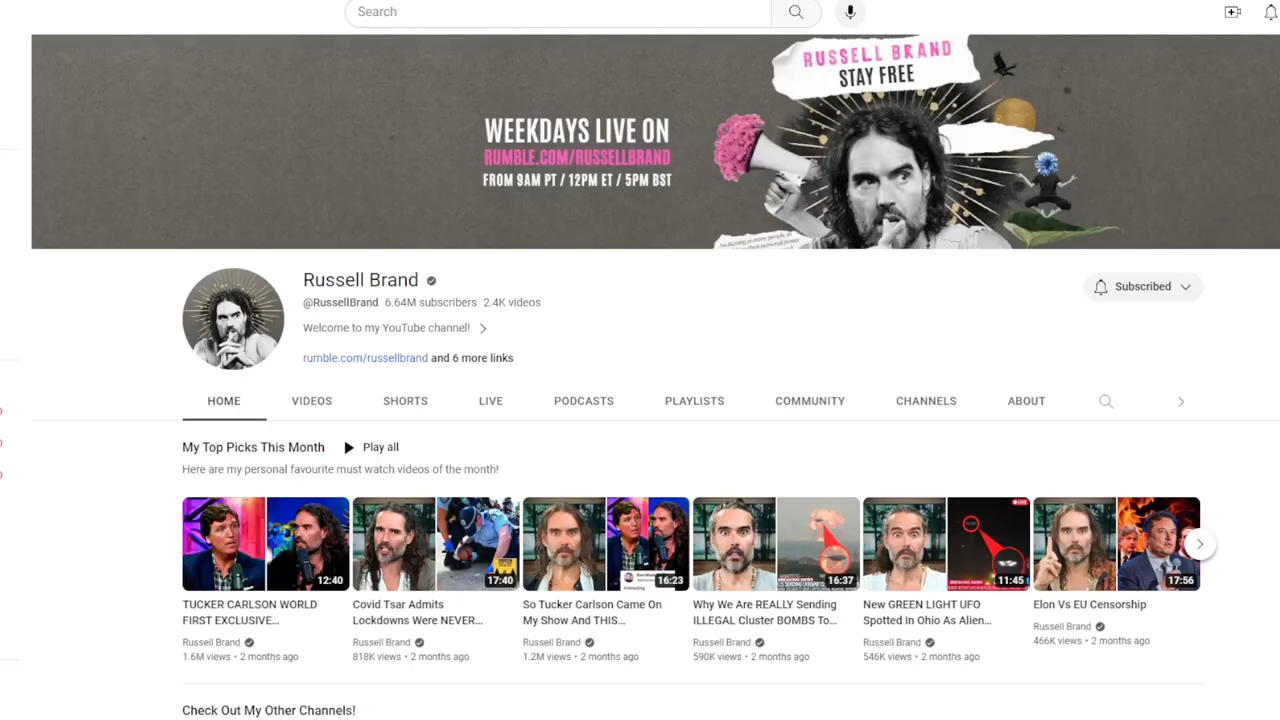 Search
RUSSELL BRAND
STAY FREE
WEEKDAYS LIVE ON
RUMBLE.COM/RUSSELLBRAND
FROM 9AM PT / 12PM ET / 5PM BST
Russell Brand
@RussellBrand 6.64M subscribers 2.4K videos
Welcome to my YouTube channel!
rumble.com/russellbrand and 6 more links
Subscribed
HOME VIDEOS SHORTS LIVE PODCASTS PLAYLISTS COMMUNITY CHANNELS ABOUT
My Top Picks This Month Play all
Here are my personal favourite must watch videos of the month!
12:40
17:40
16:23
16:37
LIVE
11:45
17:56
TUCKER CARLSON WORLD
FIRST EXCLUSIVE...
Russell Brand
1.6M views • 2 months ago
Covid Tsar Admits
Lockdowns Were NEVER...
Russell Brand
818K views • 2 months ago
So Tucker Carlson Came On
My Show And THIS...
Russell Brand
1.2M views • 2 months ago
Why We Are REALLY Sending
ILLEGAL Cluster BOMBS To...
Russell Brand
590K views • 2 months ago
New GREEN LIGHT UFO
Spotted In Ohio As Alien...
Russell Brand
546K views • 2 months ago
Elon Vs EU Censorship
Russell Brand
466K views • 2 months ago
Check Out My Other Channels!